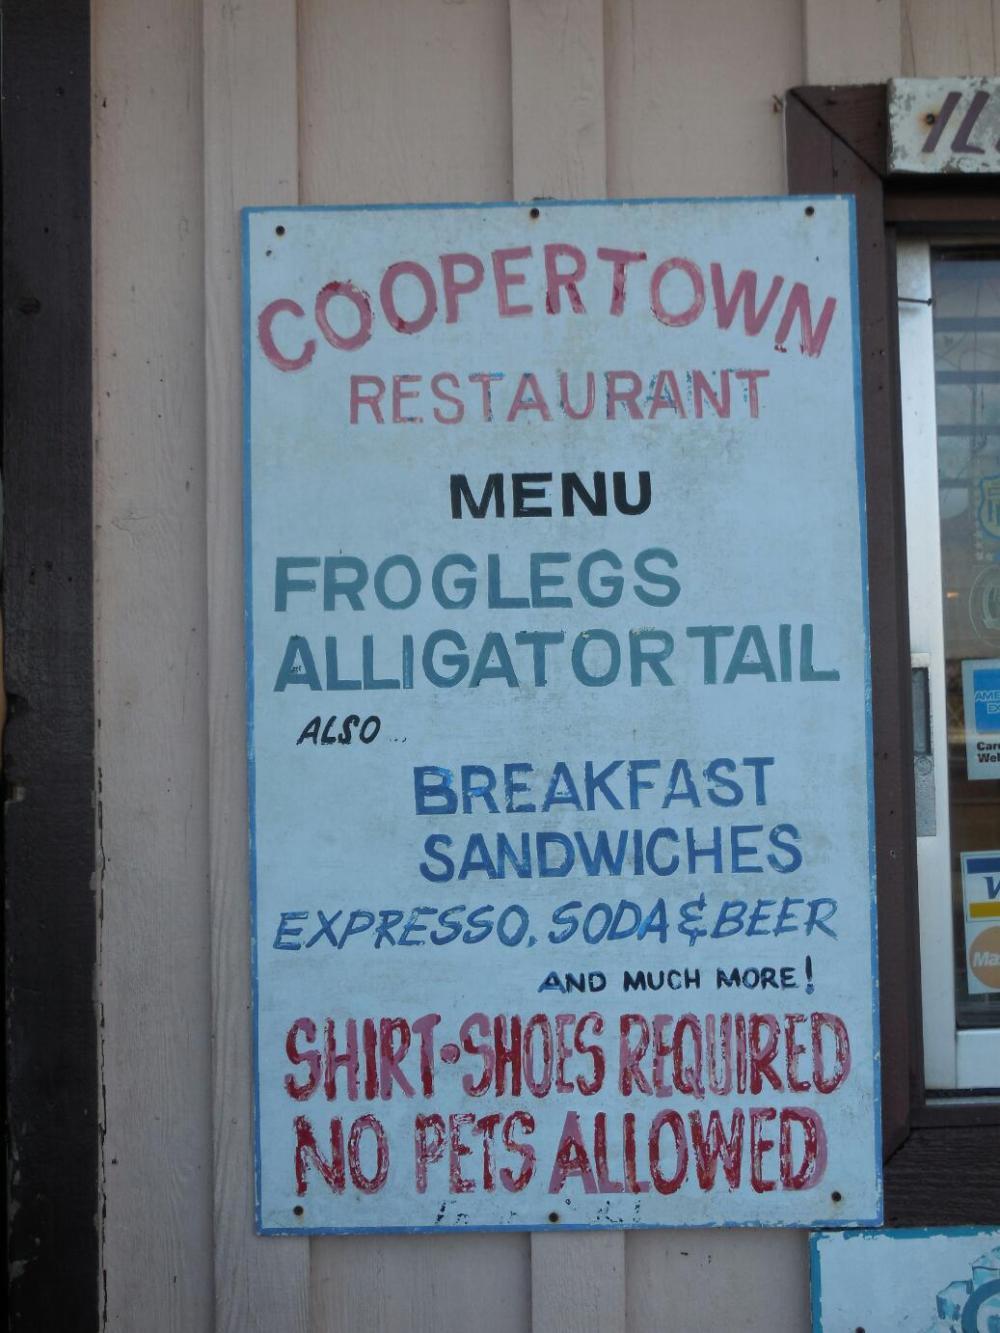 COOPERTOWN
RESTAURANT
MENU
FROGLEGS
ALLIGATOR TAIL
ALSO...
BREAKFAST
SANDWICHES
EXPRESSO, SODA & BEER
AND MUCH MORE!
SHIRT•SHOES REQUIRED
NO PETS ALLOWED